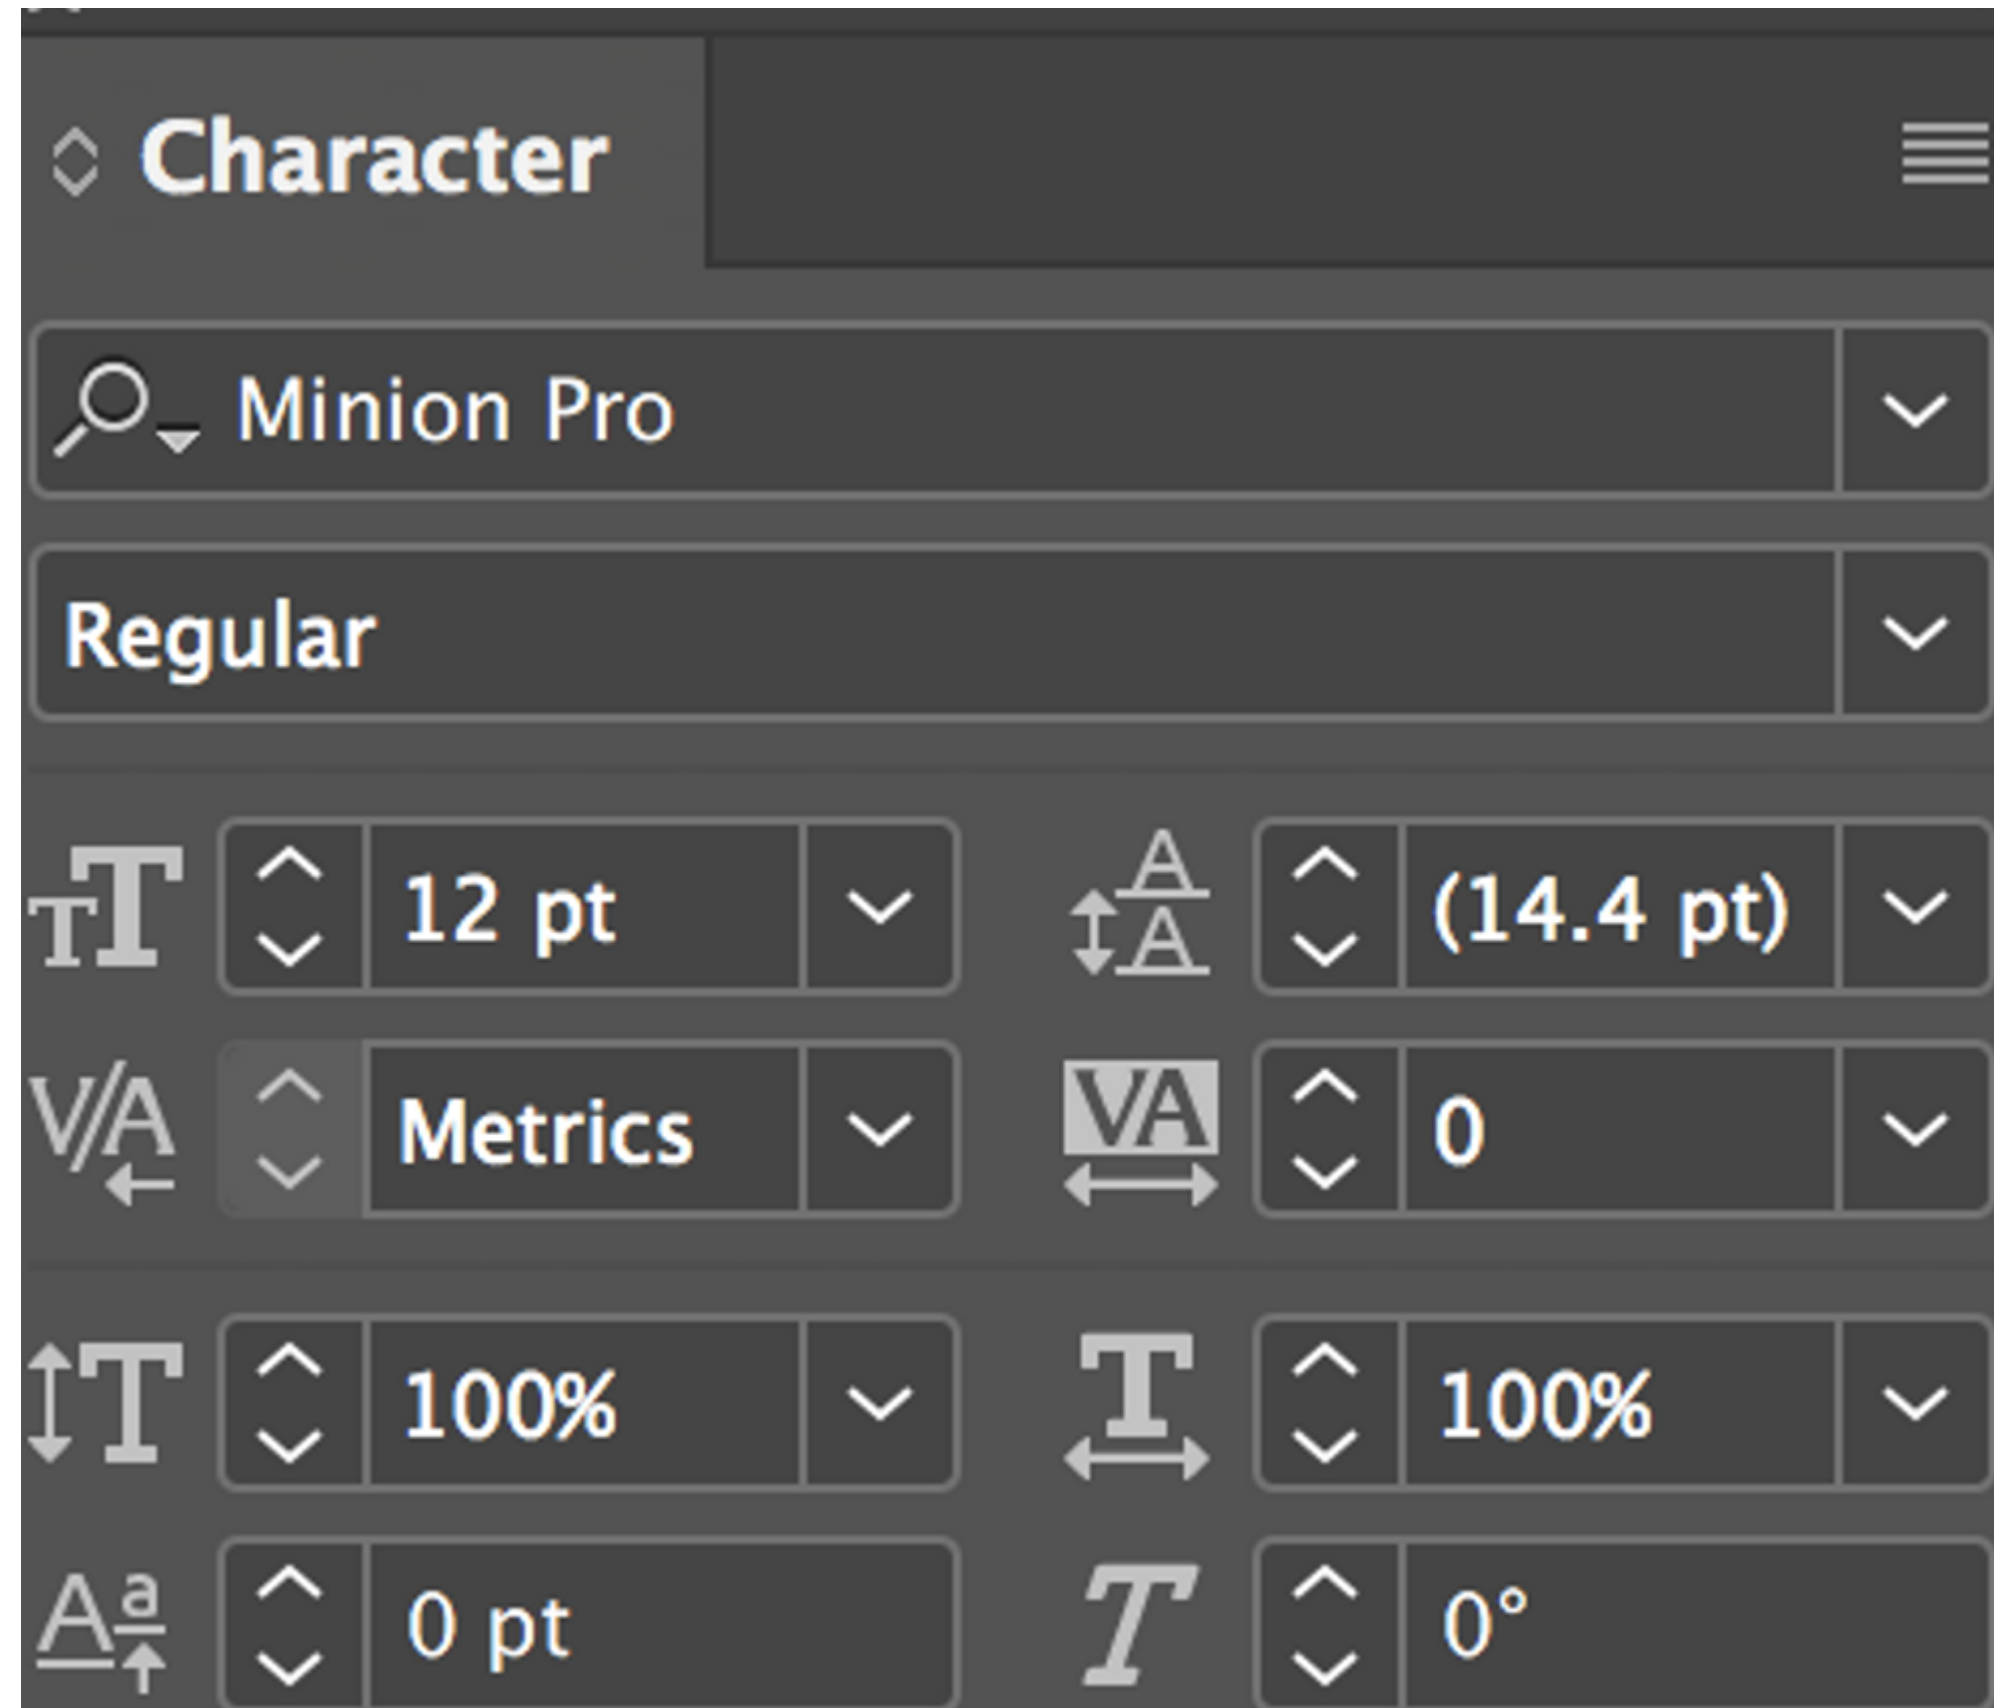 Character
Minion Pro
Regular
12 pt
(14.4 pt)
Metrics
0
100%
100%
0 pt
0°